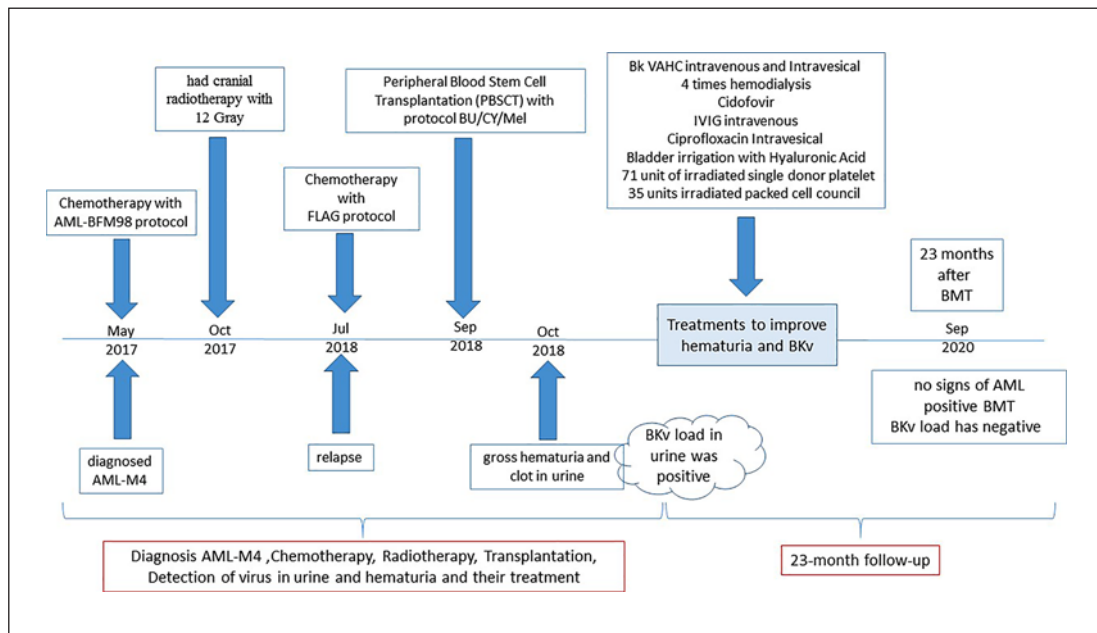 had cranial
radiotherapy with
12 Gray
Peripheral Blood Stem Cell
Transplantation (PBSCT) with
protocol BU/CY/Mel
Bk VAHC intravenous and Intravesical
4 times hemodialysis
Cidofovir
IVIG intravenous
Ciprofloxacin Intravesical
Bladder irrigation with Hyaluronic Acid
71 unit of irradiated single donor platelet
35 units irradiated packed cell council
Chemotherapy with
AML-BFM98 protocol
Chemotherapy
with
FLAG protocol
23 months
after
BMT
May
2017
Oct
2017
Jul
2018
Sep
2018
Oct
2018
Treatments to improve
hematuria and BKv
Sep
2020
diagnosed
AML-M4
relapse
gross hematuria and
clot in urine
BKv load in
urine was
positive
no signs of AML
positive BMT
BKv load has negative
Diagnosis AML-M4 ,Chemotherapy, Radiotherapy, Transplantation,
Detection of virus in urine and hematuria and their treatment
23-month follow-up